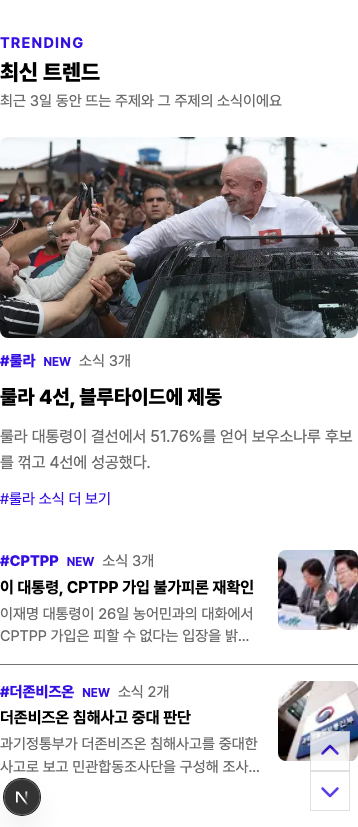 TRENDING
최신 트렌드
최근 3일 동안 뜨는 주제와 그 주제의 소식이에요
#룰라 NEW 소식 3개
룰라 4선, 블루타이드에 제동
룰라 대통령이 결선에서 51.76%를 얻어 보우소나루 후보
를 꺾고 4선에 성공했다.
#룰라 소식 더 보기
#CPTPP NEW 소식 3개
이 대통령, CPTPP 가입 불가피론 재확인
이재명 대통령이 26일 농어민과의 대화에서
CPTPP 가입은 피할 수 없다는 입장을 밝...
#더존비즈온 NEW 소식 2개
더존비즈온 침해사고 중대 판단
과기정통부가 더존비즈온 침해사고를 중대한
사고로 보고 민관합동조사단을 구성해 조사...
N